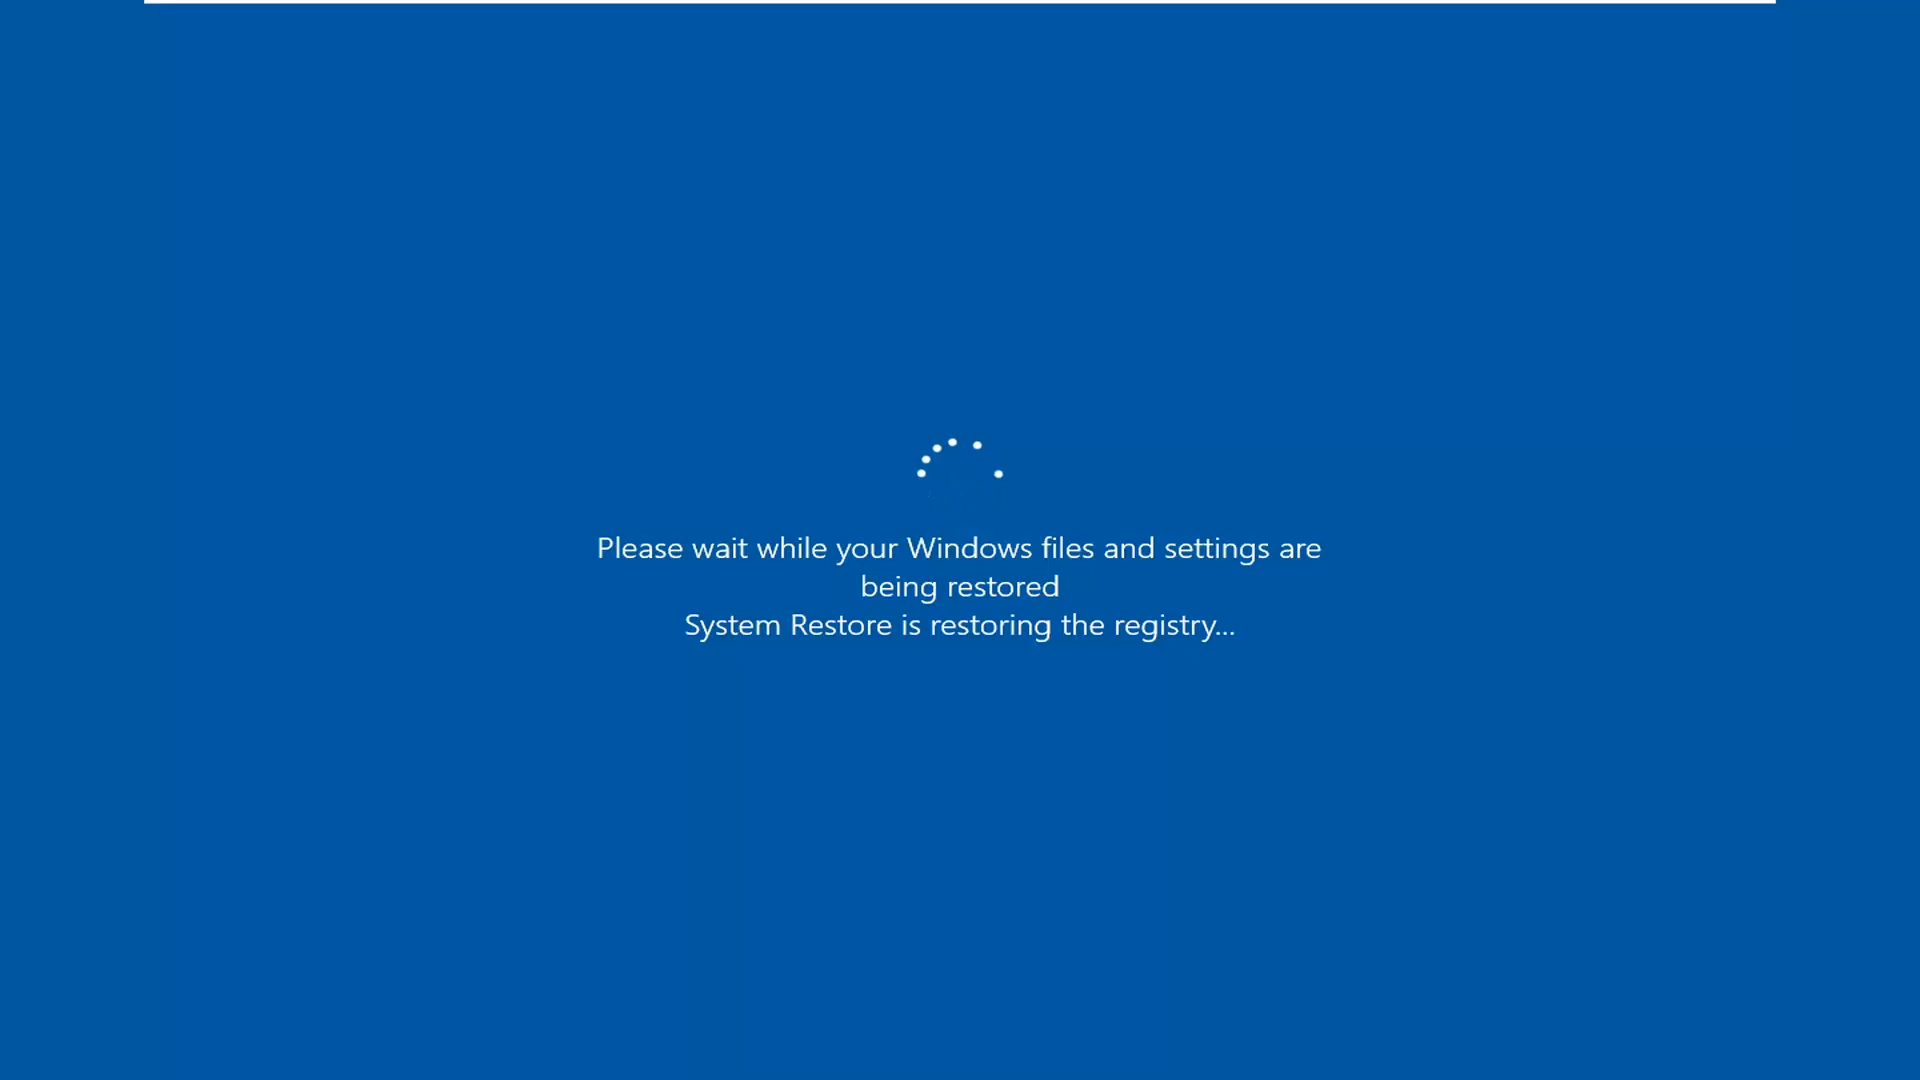 Please wait while your Windows files and settings are
being restored
System Restore is restoring the registry...